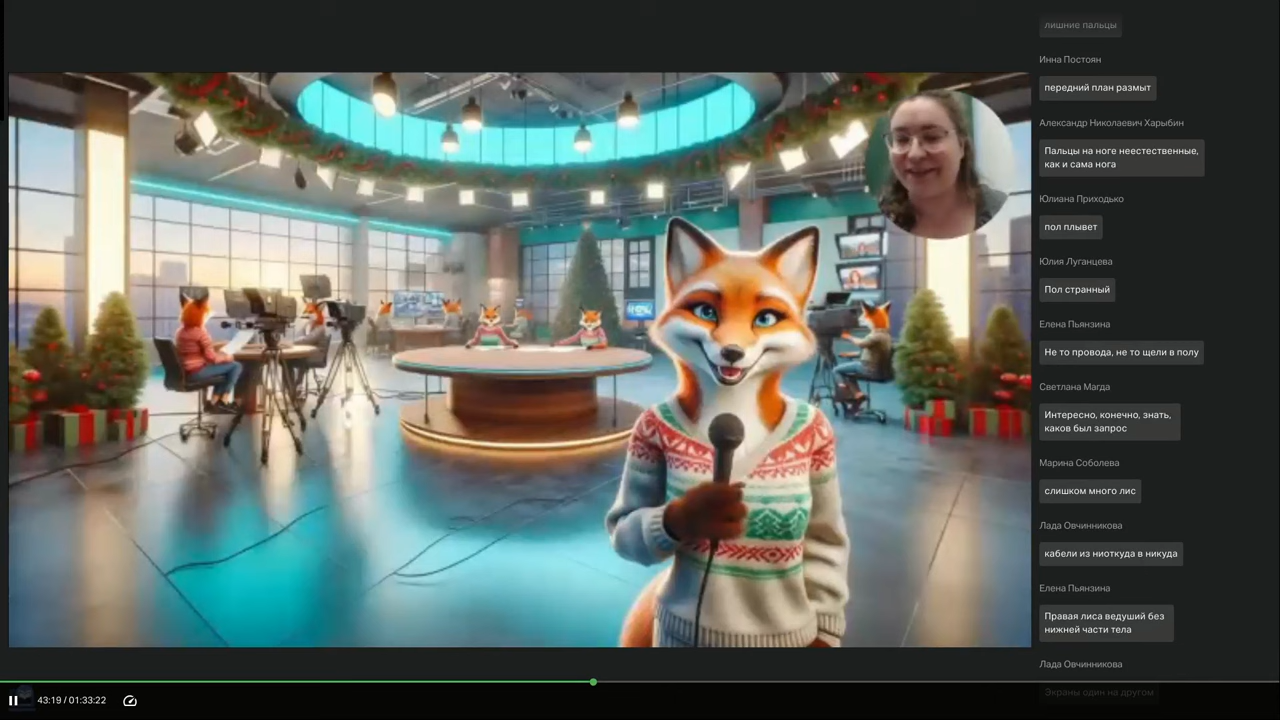 лишние пальцы
Инна Постоян
передний план размыт
Александр Николаевич Харыбин
Пальцы на ноге неестественные,
как и сама нога
Юлиана Приходько
пол плывет
Юлия Луганцева
Пол странный
Елена Пьянзина
Не то провода, не то щели в полу
Светлана Магда
Интересно, конечно, знать,
каков был запрос
Марина Соболева
слишком много лис
Лада Овчинникова
кабели из ниоткуда в никуда
Елена Пьянзина
Правая лиса ведуший без
нижней части тела
Лада Овчинникова
Экраны один на другом
43:19 / 01:33:22